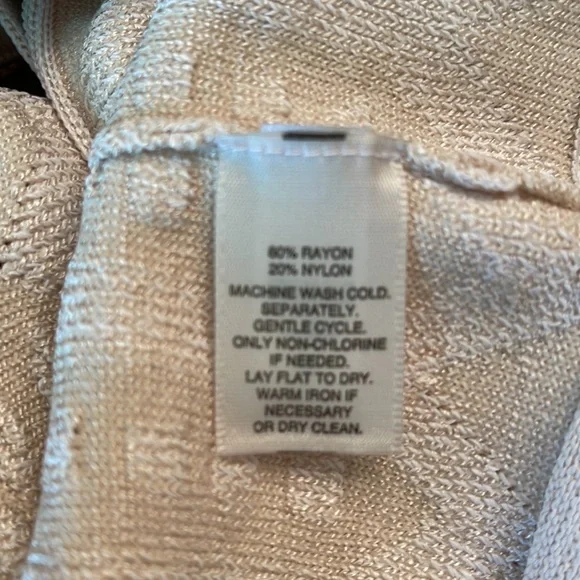 80% RAYON
20% NYLON
MACHINE WASH COLD.
SEPARATELY.
GENTLE CYCLE.
ONLY NON-CHLORINE
IF NEEDED.
LAY FLAT TO DRY.
WARM IRON IF
NECESSARY
OR DRY CLEAN.